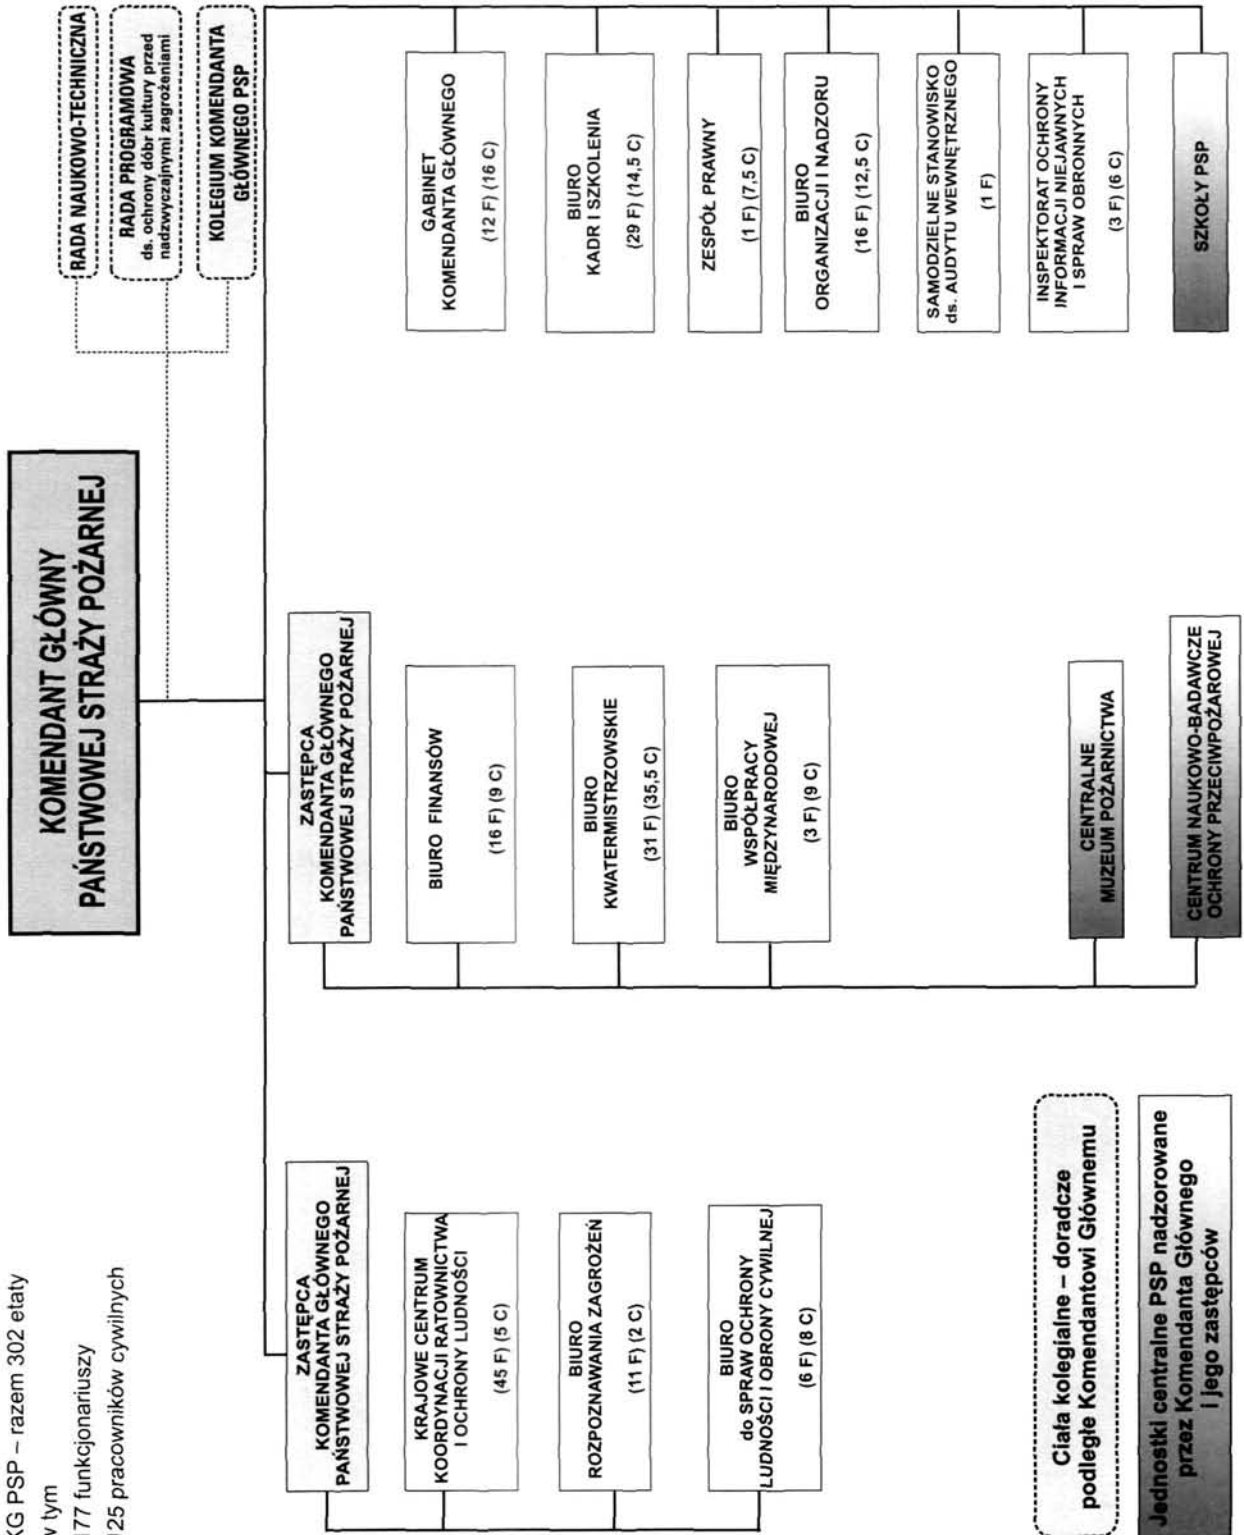 KG PSP – razem 302 etaty
w tym
177 funkcjonariuszy
125 pracowników cywilnych
KOMENDANT GŁÓWNY
PAŃSTWOWEJ STRAŻY POŻARNEJ
RADA NAUKOWO-TECHNICZNA
RADA PROGRAMOWA
ds. ochrony dóbr kultury przed
nadzwyczajnymi zagrożeniami
KOLEGIUM KOMENDANTA
GŁÓWNEGO PSP
ZASTĘPCA
KOMENDANTA GŁÓWNEGO
PAŃSTWOWEJ STRAŻY POŻARNEJ
KRAJOWE CENTRUM
KOORDYNACJI RATOWNICTWA
I OCHRONY LUDNOŚCI
(45 F) (5 C)
BIURO
ROZPOZNAWANIA ZAGROŻEŃ
(11 F) (2 C)
BIURO
do SPRAW OCHRONY
LUDNOŚCI I OBRONY CYWILNEJ
(6 F) (8 C)
ZASTĘPCA
KOMENDANTA GŁÓWNEGO
PAŃSTWOWEJ STRAŻY POŻARNEJ
BIURO FINANSÓW
(16 F) (9 C)
BIURO
KWATERMISTRZOWSKIE
(31 F) (35,5 C)
BIURO
WSPÓŁPRACY
MIĘDZYNARODOWEJ
(3 F) (9 C)
CENTRALNE
MUZEUM POŻARNICTWA
CENTRUM NAUKOWO-BADAWCZE
OCHRONY PRZECIWPOŻAROWEJ
GABINET
KOMENDANTA GŁÓWNEGO
(12 F) (16 C)
BIURO
KADR I SZKOLENIA
(29 F) (14,5 C)
ZESPÓŁ PRAWNY
(1 F) (7,5 C)
BIURO
ORGANIZACJI I NADZORU
(16 F) (12,5 C)
SAMODZIELNE STANOWISKO
ds. AUDYTU WEWNĘTRZNEGO
(1 F)
INSPEKTORAT OCHRONY
INFORMACJI NIEJAWNYCH
I SPRAW OBRONNYCH
(3 F) (6 C)
SZKOŁY PSP
Ciała kolegialne – doradcze
podległe Komendantowi Głównemu
Jednostki centralne PSP nadzorowane
przez Komendanta Głównego
i jego zastępców